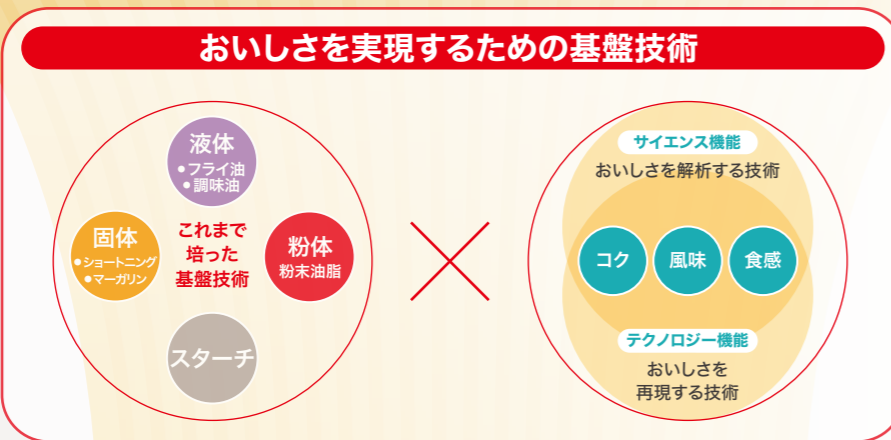 おいしさを実現するための基盤技術
液体
●フライ油
●調味油
固体
●ショートニング
●マーガリン
これまで
培った
基盤技術
粉体
粉末油脂
スターチ
サイエンス機能
おいしさを解析する技術
コク
風味
食感
テクノロジー機能
おいしさを
再現する技術